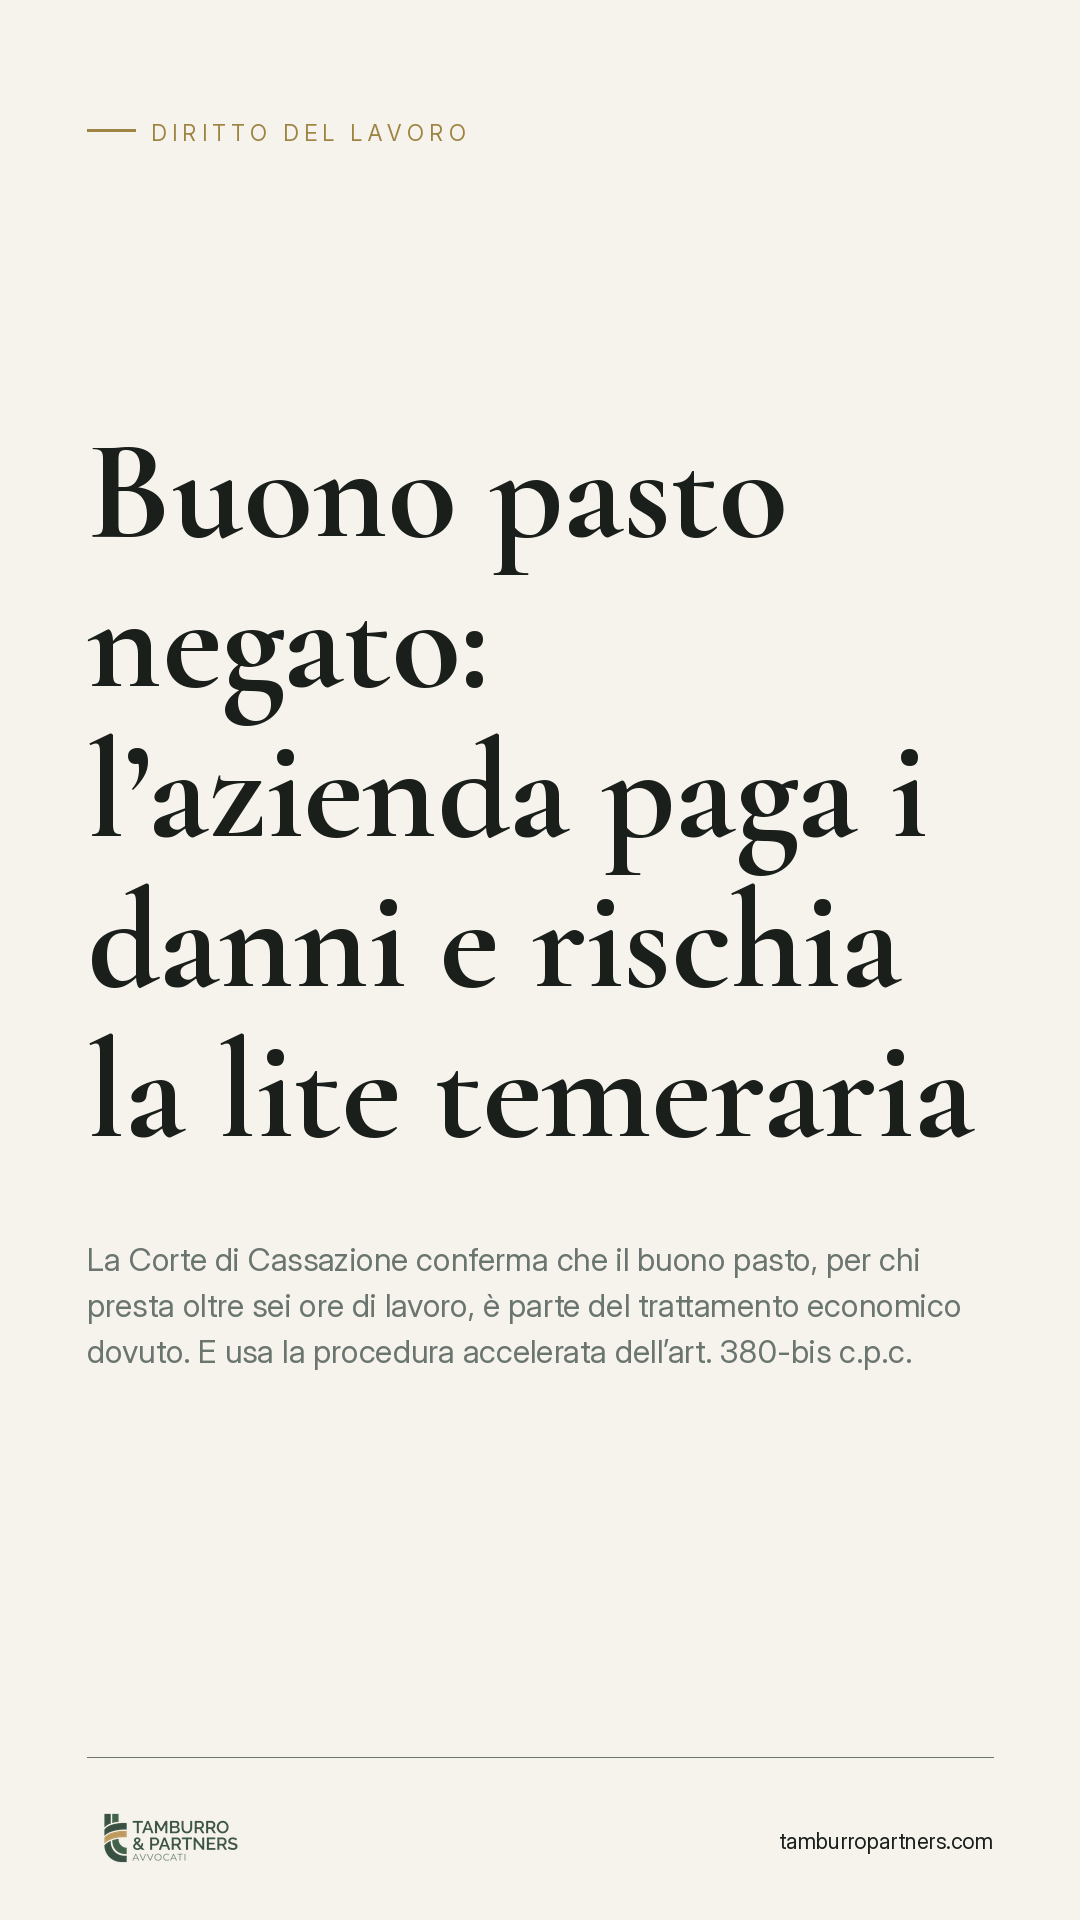 DIRITTO DEL LAVORO
Buono pasto
negato:
l’azienda paga i
danni e rischia
la lite temeraria
La Corte di Cassazione conferma che il buono pasto, per chi
presta oltre sei ore di lavoro, è parte del trattamento economico
dovuto. E usa la procedura accelerata dell’art. 380-bis c.p.c.
TAMBURRO
& PARTNERS
AVVOCATI
tamburropartners.com